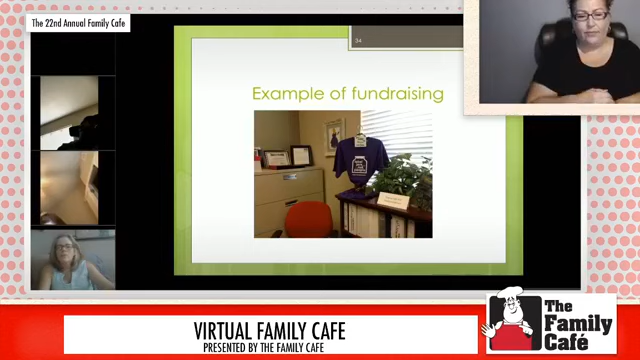 The 22nd Annual Family Cafe
34
Example of fundraising
VIRTUAL FAMILY CAFE
PRESENTED BY THE FAMILY CAFE
The
Family
Café